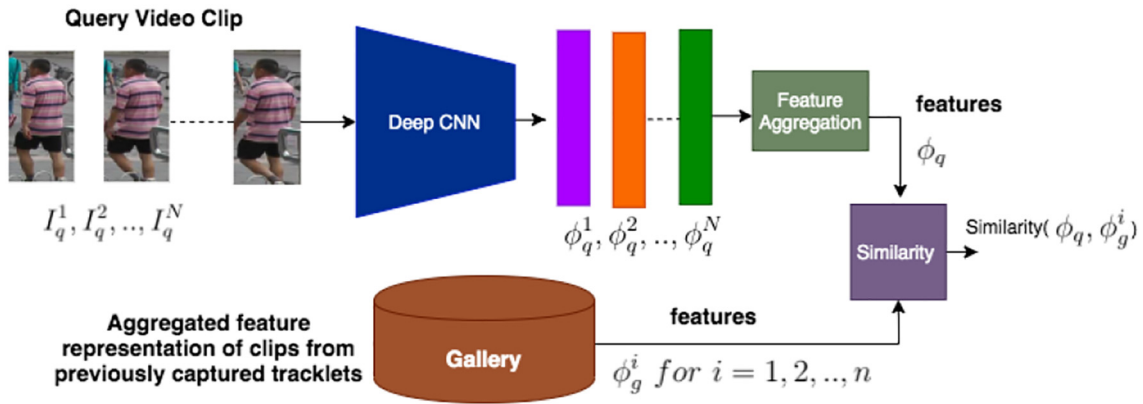 Query Video Clip
I_q^1, I_q^2, .., I_q^N
Deep CNN
ϕ_q^1, ϕ_q^2, .., ϕ_q^N
Feature
Aggregation
features
ϕ_q
Similarity
Similarity( ϕ_q, ϕ_g^i)
Aggregated feature
representation of clips from
previously captured tracklets
Gallery
features
ϕ_g^i for i = 1, 2, .., n